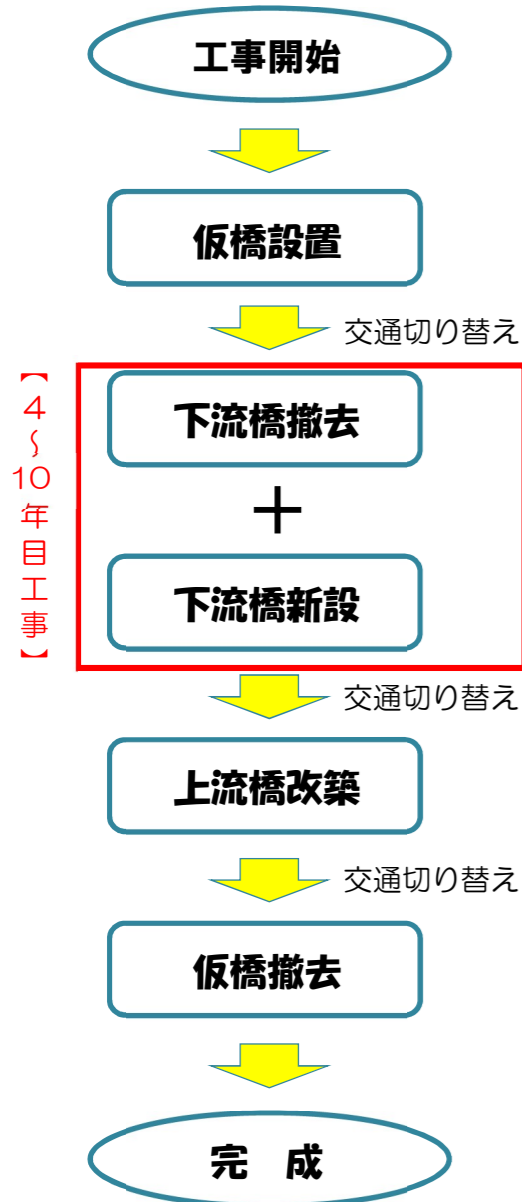 工事開始
仮橋設置
交通切り替え
【4～10年目工事】
下流橋撤去
＋
下流橋新設
交通切り替え
上流橋改築
交通切り替え
仮橋撤去
完　成